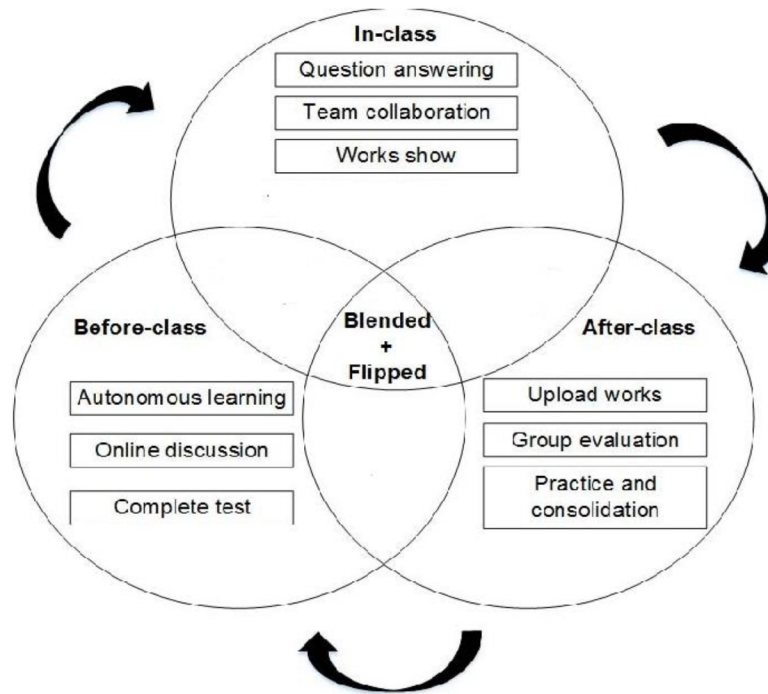 In-class
Question answering
Team collaboration
Works show
Before-class
Autonomous learning
Online discussion
Complete test
Blended
+
Flipped
After-class
Upload works
Group evaluation
Practice and
consolidation